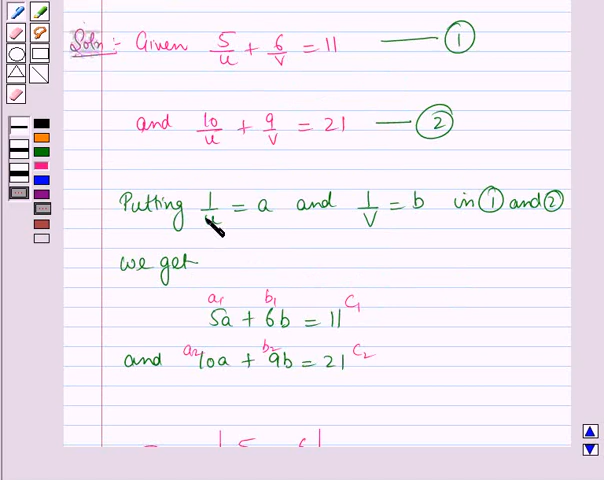 Soln:- Given 5/u + 6/v = 11 ——— ①
and 10/u + 9/v = 21 —— ②
Putting 1/u = a and 1/v = b in ① and ②
we get
a₁ b₁ c₁
5a + 6b = 11
a₂ b₂ c₂
and 10a + 9b = 21